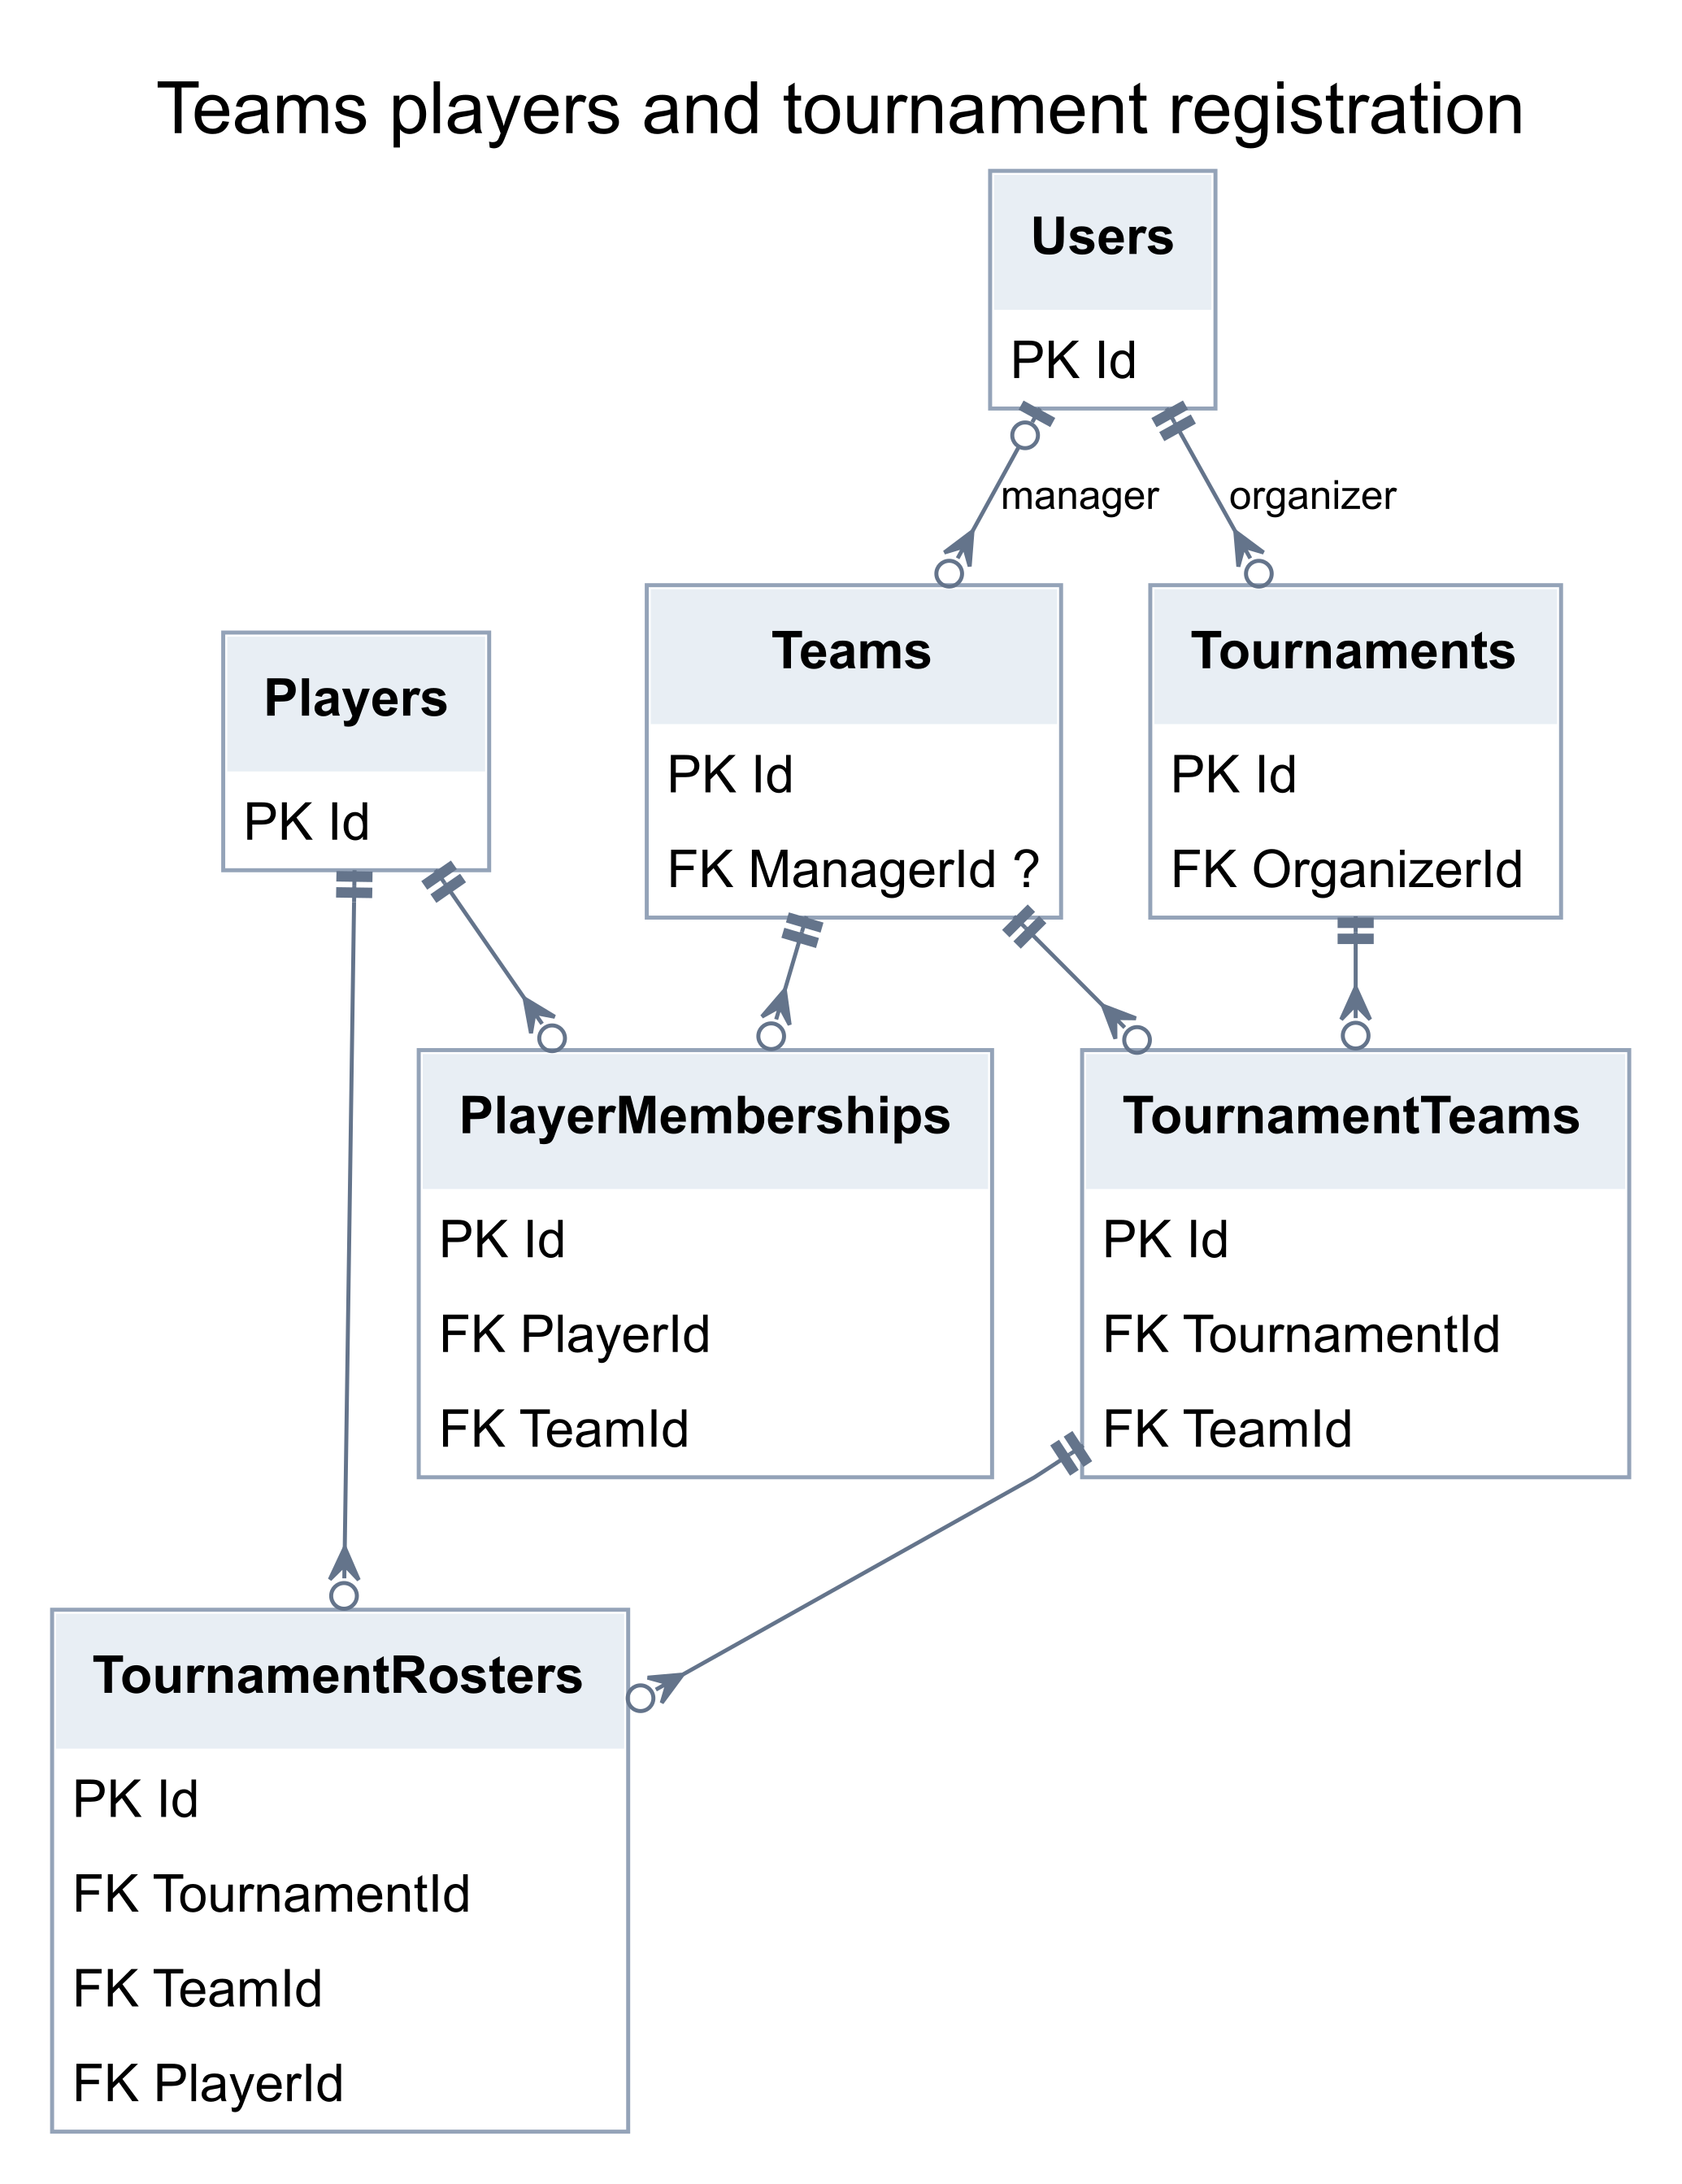 Teams players and tournament registration
Users
PK Id
manager
organizer
Teams
PK Id
FK ManagerId ?
Tournaments
PK Id
FK OrganizerId
Players
PK Id
PlayerMemberships
PK Id
FK PlayerId
FK TeamId
TournamentTeams
PK Id
FK TournamentId
FK TeamId
TournamentRosters
PK Id
FK TournamentId
FK TeamId
FK PlayerId